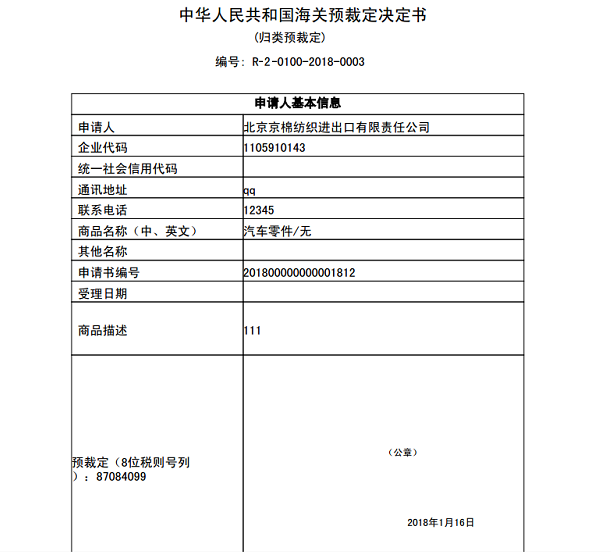 中华人民共和国海关预裁定决定书
(归类预裁定)
编号: R-2-0100-2018-0003
申请人基本信息
申请人 北京京棉纺织进出口有限责任公司
企业代码 1105910143
统一社会信用代码
通讯地址 qq
联系电话 12345
商品名称（中、英文） 汽车零件/无
其他名称
申请书编号 201800000000001812
受理日期
商品描述 111
（公章）
预裁定（8位税则号列
）：87084099
2018年1月16日